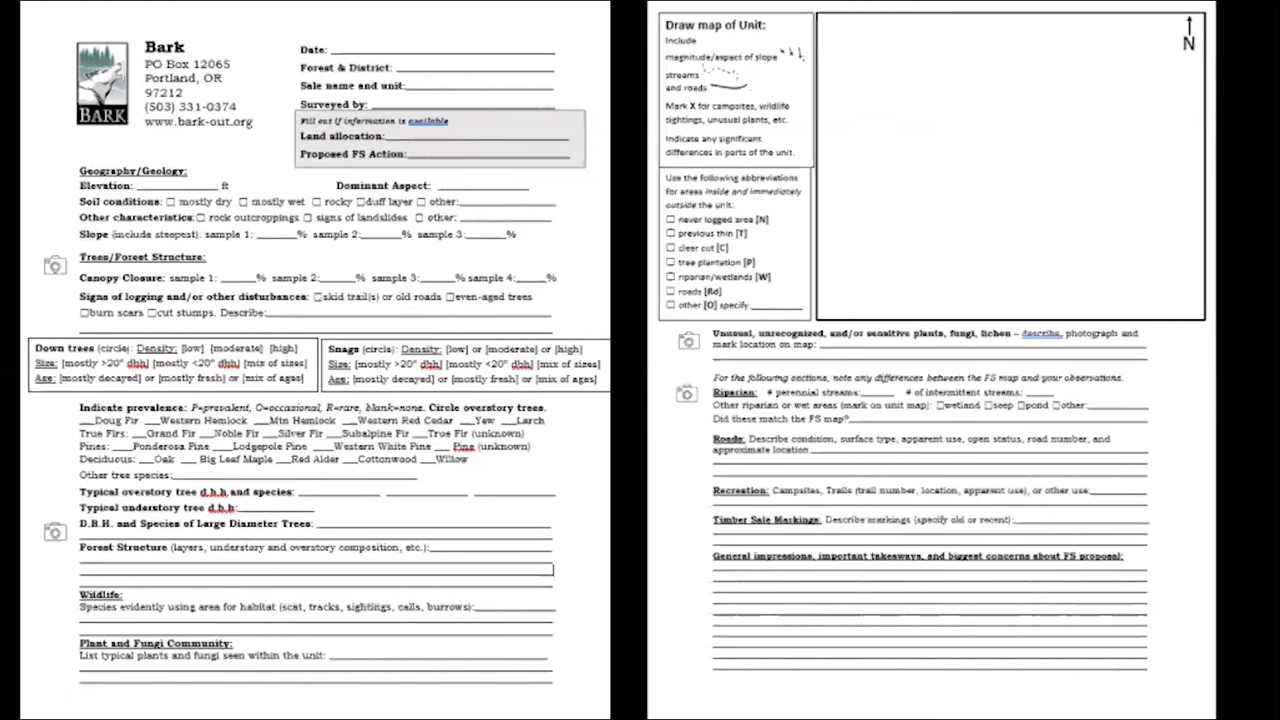 Bark
PO Box 12065
Portland, OR
97212
(503) 331-0374
www.bark-out.org
BARK
Date:
Forest & District:
Sale name and unit:
Surveyed by:
Fill out if information is available
Land allocation:
Proposed FS Action:
Geography/Geology:
Elevation: ft Dominant Aspect:
Soil conditions: ☐ mostly dry ☐ mostly wet ☐ rocky ☐ duff layer ☐ other:
Other characteristics: ☐ rock outcroppings ☐ signs of landslides ☐ other:
Slope (include steepest): sample 1: % sample 2: % sample 3: %
Trees/Forest Structure:
Canopy Closure: sample 1: % sample 2: % sample 3: % sample 4: %
Signs of logging and/or other disturbances: ☐ skid trail(s) or old roads ☐ even-aged trees
☐ burn scars ☐ cut stumps. Describe:
Down trees (circle): Density: [low] [moderate] [high]
Size: [mostly >20" dbh] [mostly <20" dbh] [mix of sizes]
Age: [mostly decayed] or [mostly fresh] or [mix of ages]
Snags (circle): Density: [low] or [moderate] or [high]
Size: [mostly >20" dbh] [mostly <20" dbh] [mix of sizes]
Age: [mostly decayed] or [mostly fresh] or [mix of ages]
Indicate prevalence: P=prevalent, O=occasional, R=rare, blank=none. Circle overstory trees.
___Doug Fir ___Western Hemlock ___Mtn Hemlock ___Western Red Cedar ___Yew ___Larch
True Firs: ___Grand Fir ___Noble Fir ___Silver Fir ___Subalpine Fir ___True Fir (unknown)
Pines: ___Ponderosa Pine ___Lodgepole Pine ___Western White Pine ___ Pine (unknown)
Deciduous: ___Oak ___ Big Leaf Maple ___Red Alder ___Cottonwood ___Willow
Other tree species:
Typical overstory tree d.b.h and species:
Typical understory tree d.b.h:
D.B.H. and Species of Large Diameter Trees:
Forest Structure (layers, understory and overstory composition, etc.):
Wildlife:
Species evidently using area for habitat (scat, tracks, sightings, calls, burrows):
Plant and Fungi Community:
List typical plants and fungi seen within the unit:
Draw map of Unit:
Include
magnitude/aspect of slope
streams
and roads
Mark X for campsites, wildlife
sightings, unusual plants, etc.
Indicate any significant
differences in parts of the unit.
N
Use the following abbreviations
for areas inside and immediately
outside the unit:
☐ never logged area [N]
☐ previous thin [T]
☐ clear cut [C]
☐ tree plantation [P]
☐ riparian/wetlands [W]
☐ roads [Rd]
☐ other [O] specify:
Unusual, unrecognized, and/or sensitive plants, fungi, lichen – describe, photograph and
mark location on map:
For the following sections, note any differences between the FS map and your observations.
Riparian: # perennial streams: # of intermittent streams:
Other riparian or wet areas (mark on unit map): ☐wetland ☐seep ☐pond ☐other:
Did these match the FS map?
Roads: Describe condition, surface type, apparent use, open status, road number, and
approximate location
Recreation: Campsites, Trails (trail number, location, apparent use), or other use:
Timber Sale Markings: Describe markings (specify old or recent):
General impressions, important takeaways, and biggest concerns about FS proposal: